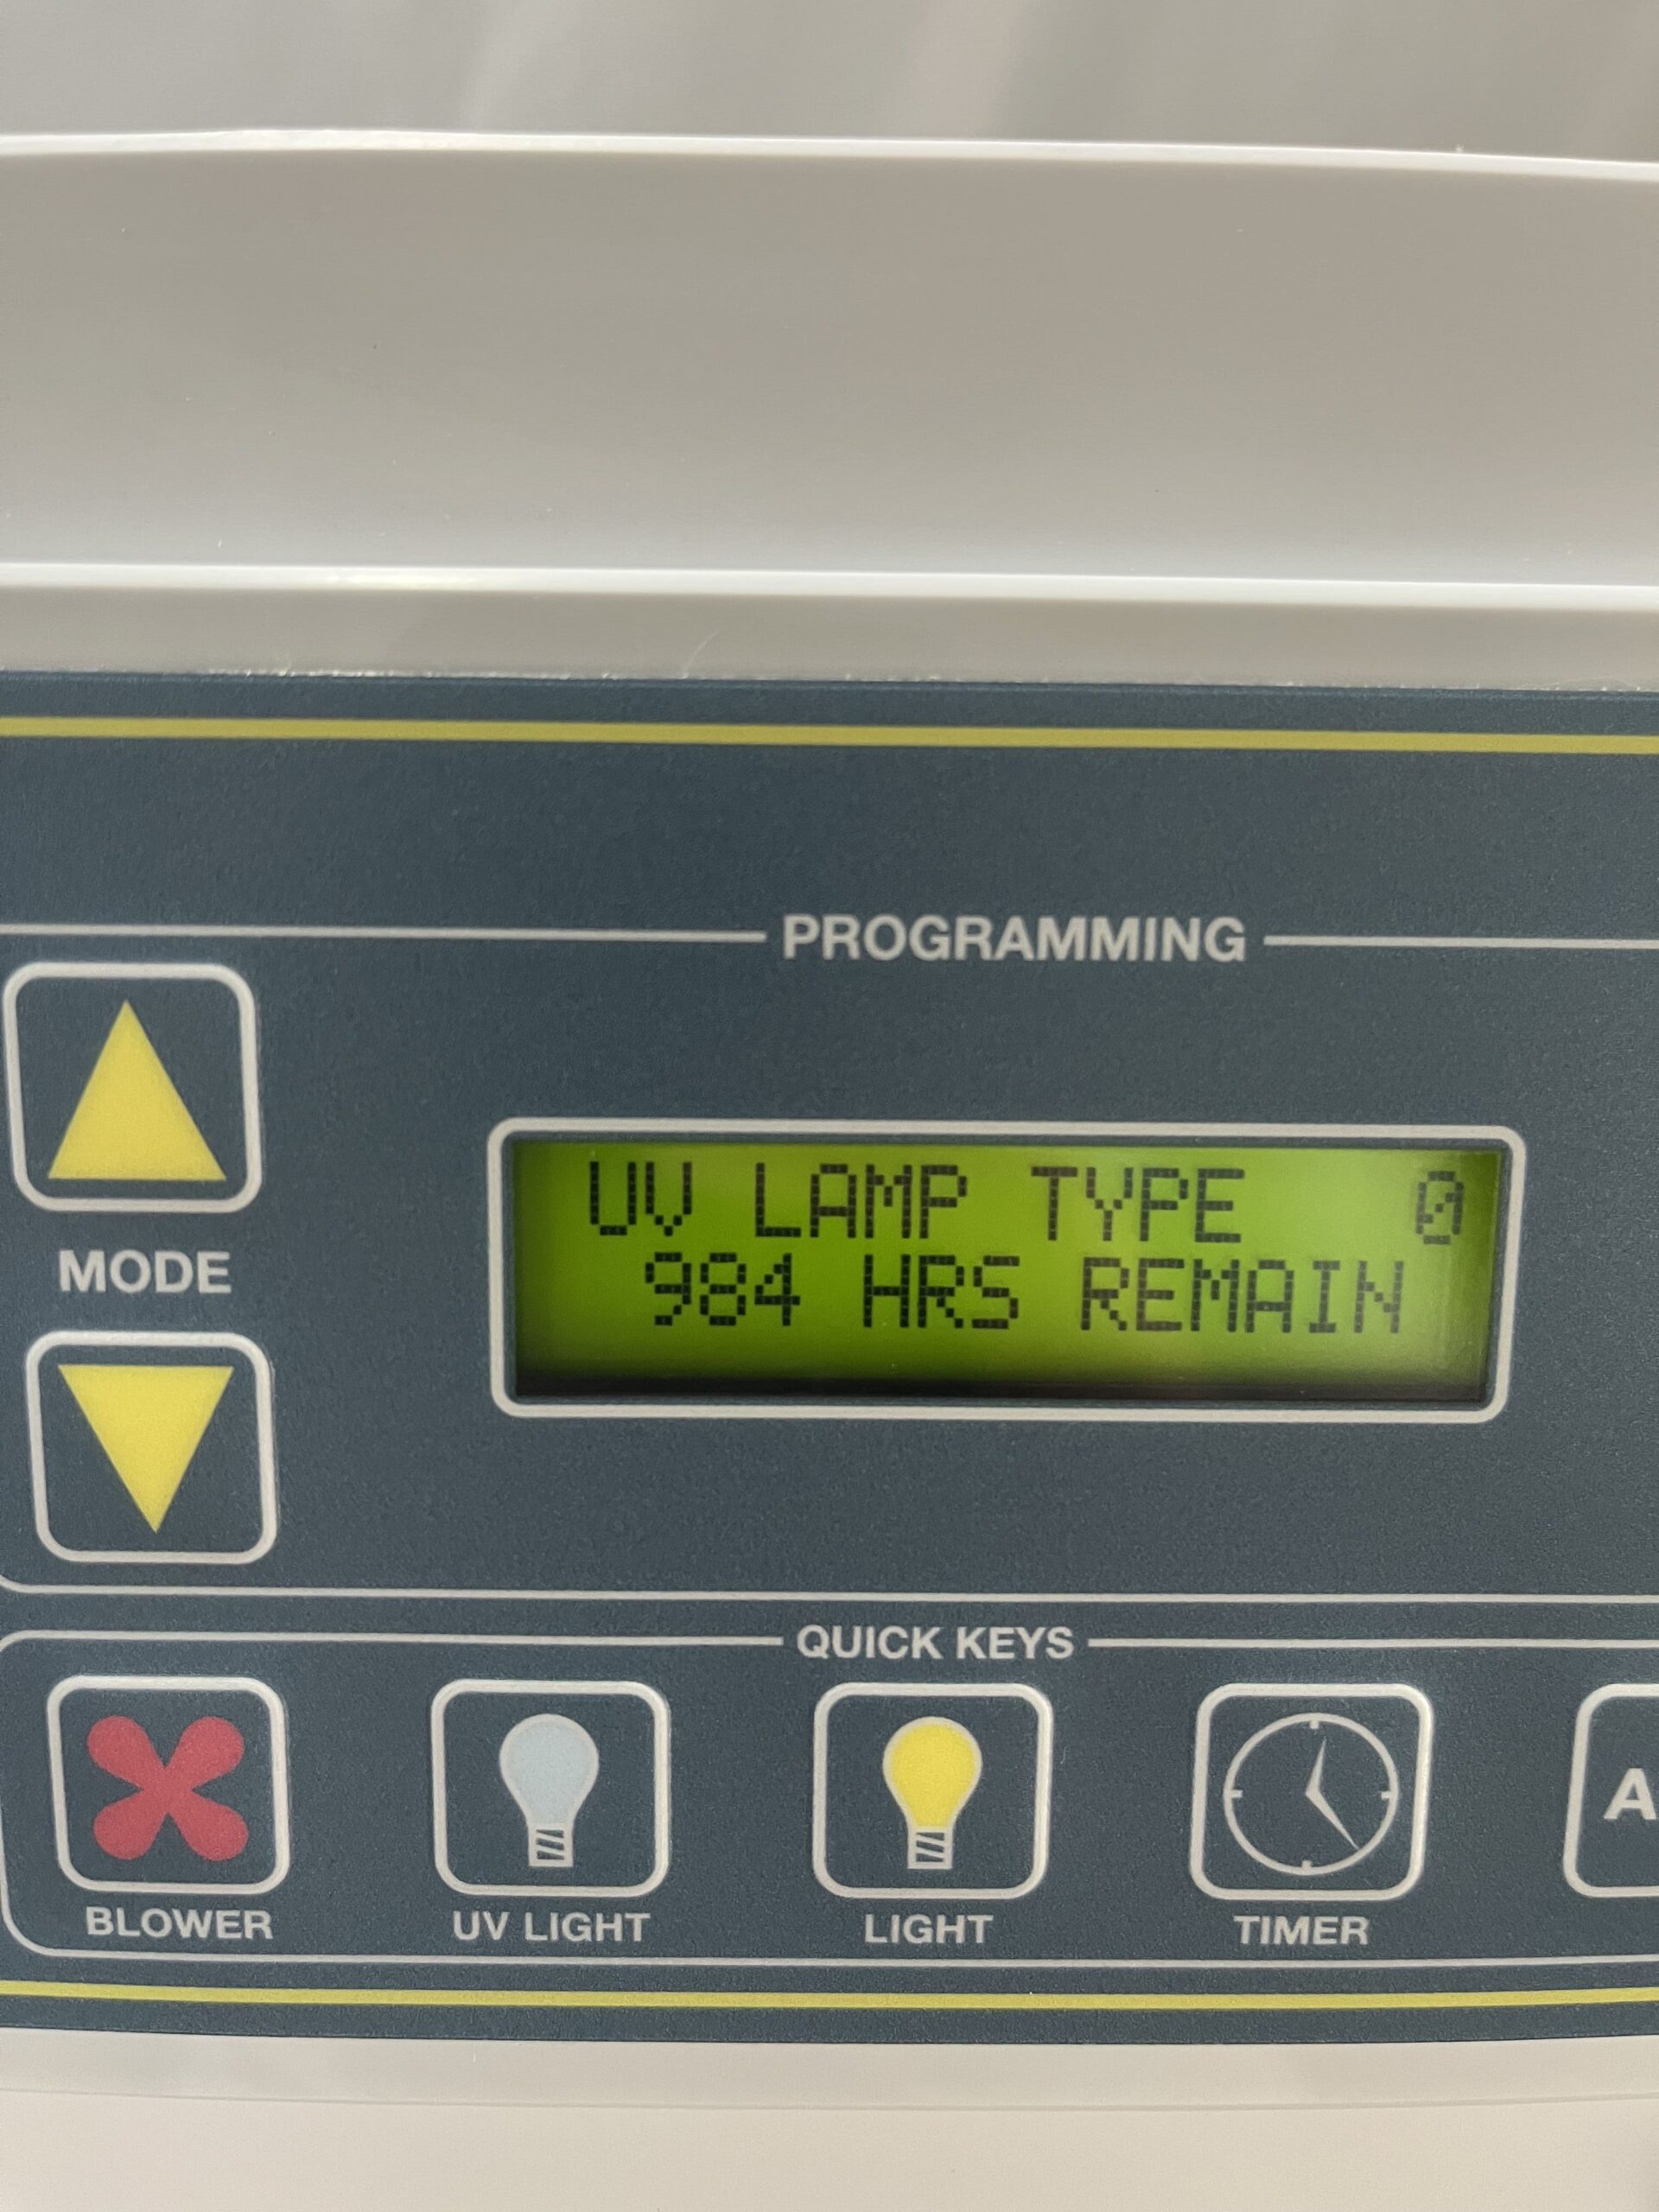 PROGRAMMING
UV LAMP TYPE 0
984 HRS REMAIN
MODE
QUICK KEYS
BLOWER
UV LIGHT
LIGHT
TIMER